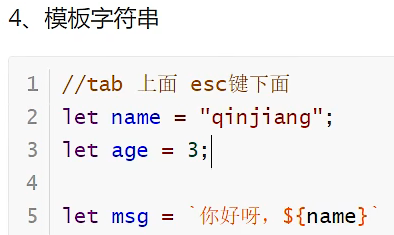 4、模板字符串
1 //tab 上面 esc键下面
2 let name = "qinjiang";
3 let age = 3;
4
5 let msg = `你好呀，${name}`